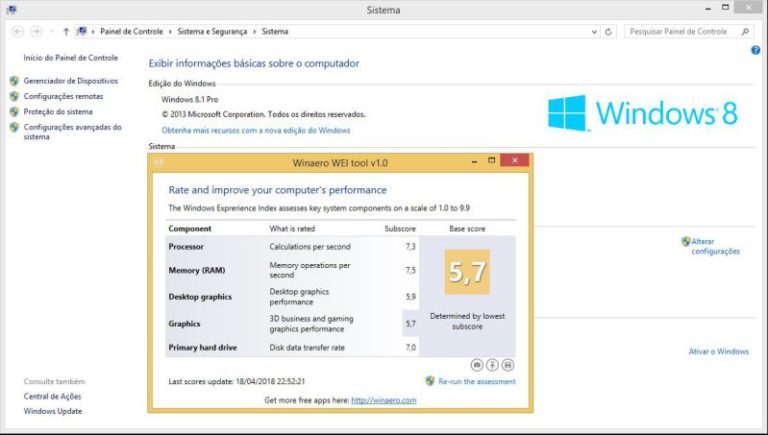 Sistema
Painel de Controle
Sistema e Segurança
Sistema
Pesquisar Painel de Controle
Início do Painel de Controle
Gerenciador de Dispositivos
Configurações remotas
Proteção do sistema
Configurações avançadas do
sistema
Exibir informações básicas sobre o computador
Edição do Windows
Windows 8.1 Pro
© 2013 Microsoft Corporation. Todos os direitos reservados.
Obtenha mais recursos com a nova edição do Windows
Windows 8
Sistema
Winaero WEI tool v1.0
Rate and improve your computer's performance
The Windows Exprerience Index assesses key system components on a scale of 1.0 to 9.9
Component What is rated Subscore Base score
Processor Calculations per second 7,3
Memory (RAM) Memory operations per
second 7,5
Desktop graphics Desktop graphics
performance 5,9
Graphics 3D business and gaming
graphics performance 5,7
Primary hard drive Disk data transfer rate 7,0
5,7
Determined by lowest
subscore
Last scores update: 18/04/2018 22:52:21
Re-run the assessment
Get more free apps here: http://winaero.com
Alterar
configurações
Ativar o Windows
Consulte também
Central de Ações
Windows Update